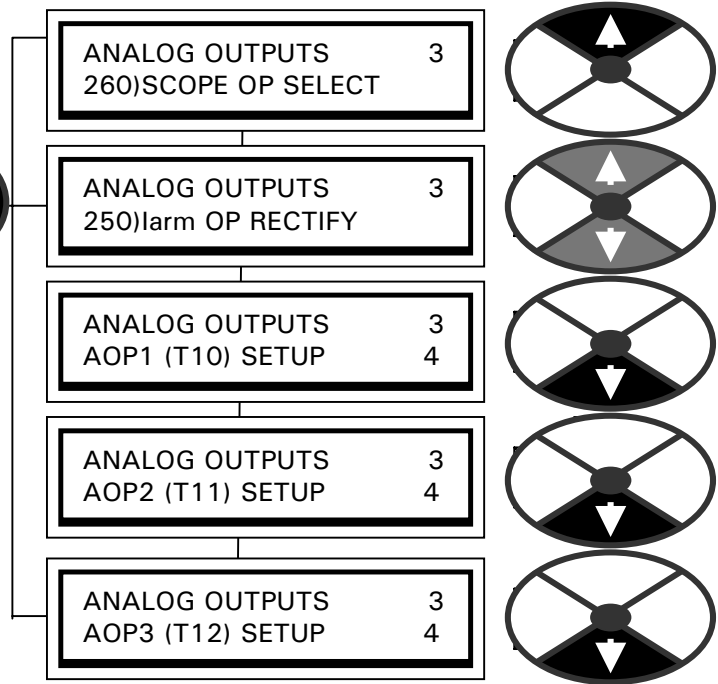 ANALOG OUTPUTS 3
260)SCOPE OP SELECT
ANALOG OUTPUTS 3
250)Iarm OP RECTIFY
ANALOG OUTPUTS 3
AOP1 (T10) SETUP 4
ANALOG OUTPUTS 3
AOP2 (T11) SETUP 4
ANALOG OUTPUTS 3
AOP3 (T12) SETUP 4